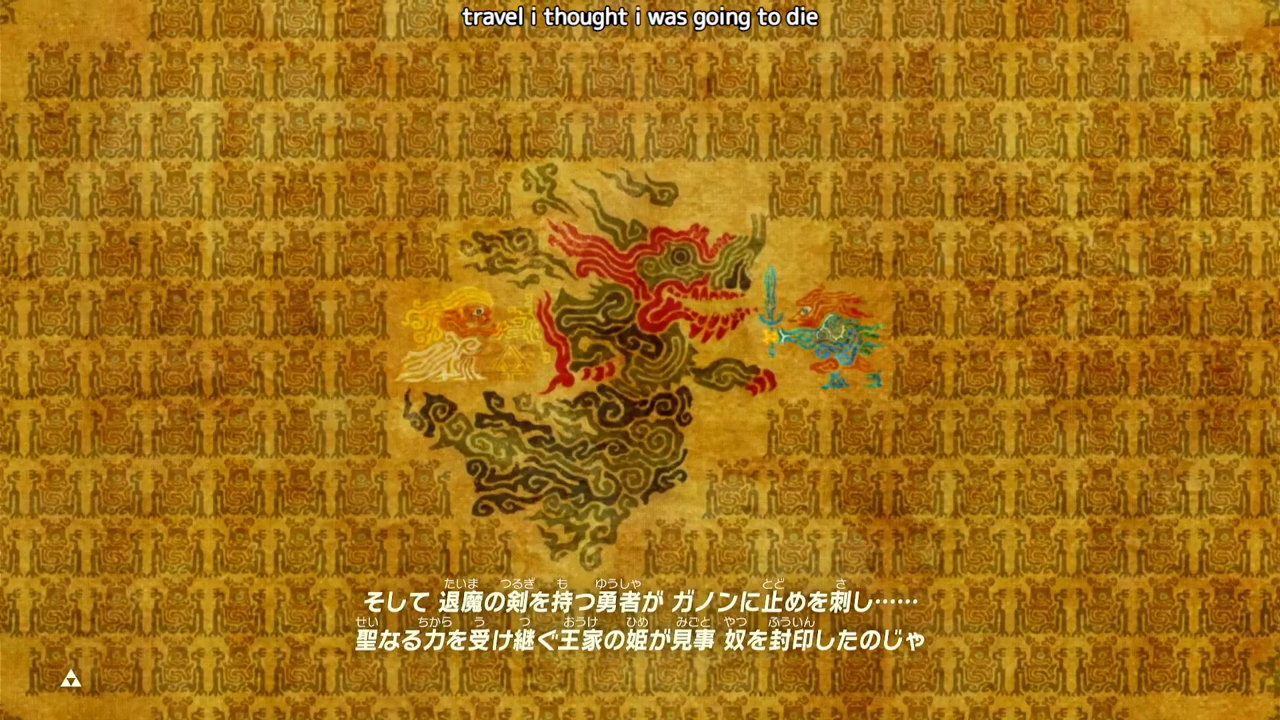 travel i thought i was going to die
そして 退魔の剣を持つ勇者が ガノンに止めを刺し……
聖なる力を受け継ぐ王家の姫が見事 奴を封印したのじゃ